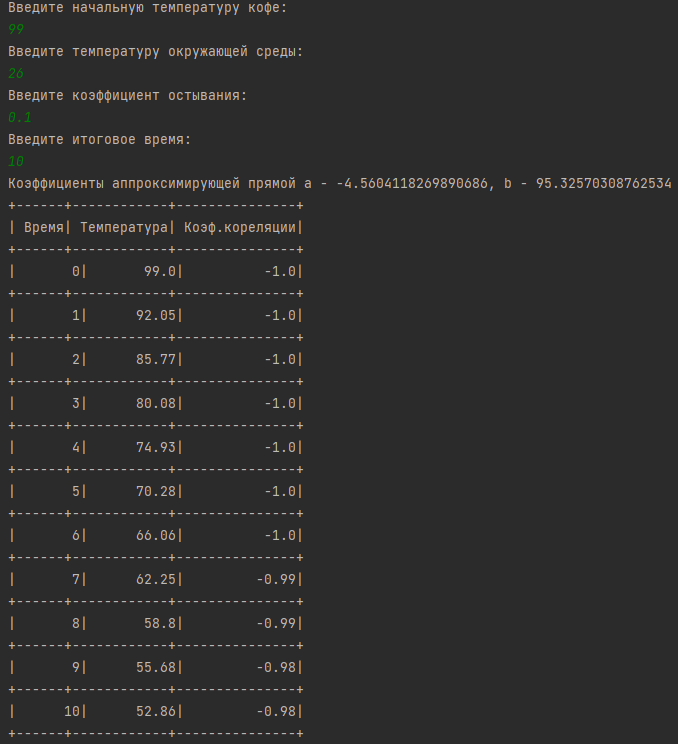 Введите начальную температуру кофе:
99
Введите температуру окружающей среды:
26
Введите коэффициент остывания:
0.1
Введите итоговое время:
10
Коэффициенты аппроксимирующей прямой a - -4.5604118269890686, b - 95.32570308762534
+------+------------+---------------+
| Время| Температура| Коэф.кореляции|
+------+------------+---------------+
|       0|       99.0|          -1.0|
+------+------------+---------------+
|       1|      92.05|          -1.0|
+------+------------+---------------+
|       2|      85.77|          -1.0|
+------+------------+---------------+
|       3|      80.08|          -1.0|
+------+------------+---------------+
|       4|      74.93|          -1.0|
+------+------------+---------------+
|       5|      70.28|          -1.0|
+------+------------+---------------+
|       6|      66.06|          -1.0|
+------+------------+---------------+
|       7|      62.25|         -0.99|
+------+------------+---------------+
|       8|       58.8|         -0.99|
+------+------------+---------------+
|       9|      55.68|         -0.98|
+------+------------+---------------+
|      10|      52.86|         -0.98|
+------+------------+---------------+